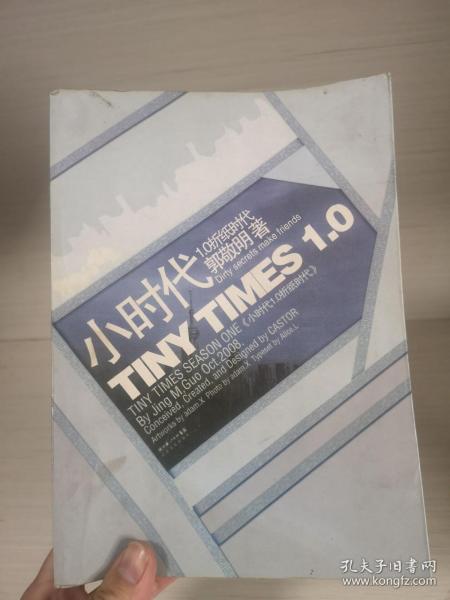 小时代
1.0折纸时代
郭敬明 著
Dirty secrets make friends
TINY TIMES 1.0
TINY TIMES SEASON ONE《小时代1.0折纸时代》
By Jing M Guo Oct.2008
Conceived, Created, and Designed by CASTOR
Artworks by adam.X Photo by adam.X Typeset by Alice.L
孔夫子旧书网
www.kongfz.com